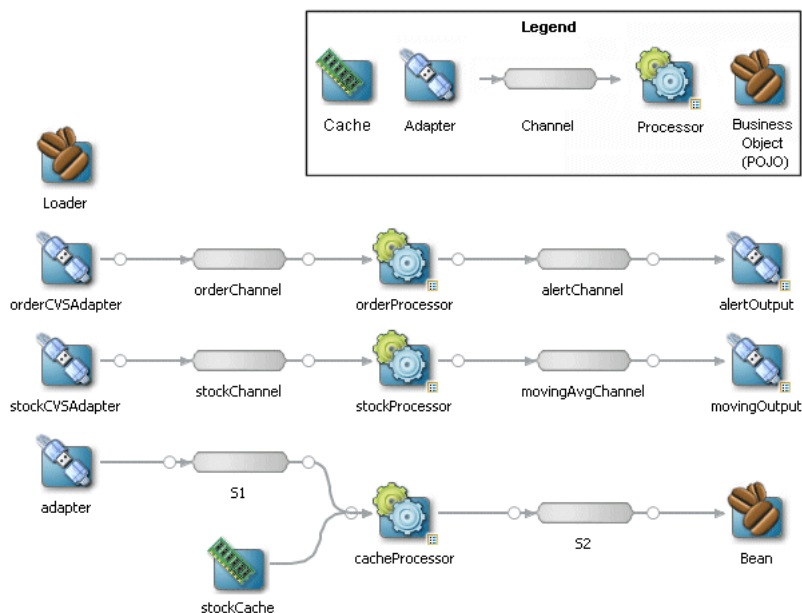 Legend
Cache
Adapter
Channel
Processor
Business
Object
(POJO)
Loader
orderCVSAdapter
orderChannel
orderProcessor
alertChannel
alertOutput
stockCVSAdapter
stockChannel
stockProcessor
movingAvgChannel
movingOutput
adapter
S1
cacheProcessor
S2
Bean
stockCache